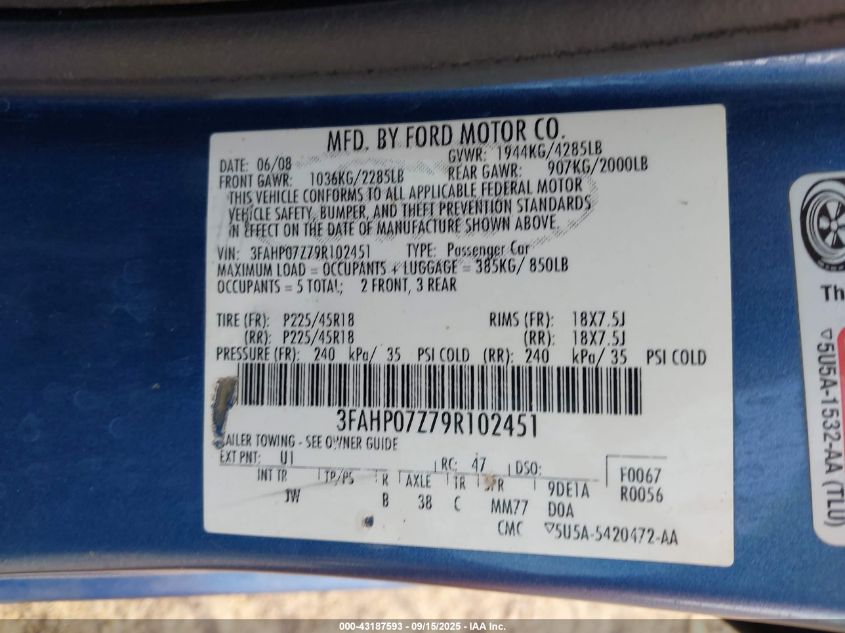 MFD. BY FORD MOTOR CO.
DATE: 06/08 GVWR: 1944KG/4285LB
FRONT GAWR: 1036KG/2285LB REAR GAWR: 907KG/2000LB
THIS VEHICLE CONFORMS TO ALL APPLICABLE FEDERAL MOTOR
VEHICLE SAFETY, BUMPER, AND THEFT PREVENTION STANDARDS
IN EFFECT ON THE DATE OF MANUFACTURE SHOWN ABOVE.
VIN: 3FAHP07Z79R102451 TYPE: Passenger Car
MAXIMUM LOAD = OCCUPANTS + LUGGAGE = 385KG/ 850LB
OCCUPANTS = 5 TOTAL; 2 FRONT, 3 REAR
TIRE (FR): P225/45R18 RIMS (FR): 18X7.5J
(RR): P225/45R18 (RR): 18X7.5J
PRESSURE (FR): 240 kPa/ 35 PSI COLD (RR): 240 kPa/ 35 PSI COLD
3FAHP07Z79R102451
AILER TOWING - SEE OWNER GUIDE
EXT PNT: U1 RC: 47 DSO: F0067
INT TR TP/PS R AXLE TR SPR 9DE1A R0056
JW B 38 C MM77 D0A
CMC ▽5U5A-5420472-AA
Th
▽5U5A-1532-AA (TLU)
000-43187593 - 09/15/2025 - IAA Inc.